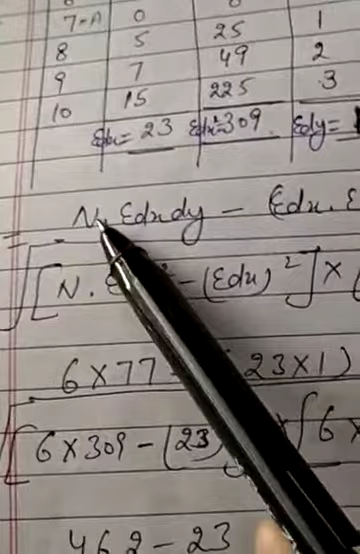 7-A 0 25 1
8 5 49 2
9 7 225 3
10 15
Σdx = 23 Σdx² = 309 Σdy =
= N. Σdxdy - (Σdx.
[N. - (Σdx)²] × (
6 × 77 23 × 1)
[6 × 309 - (23) × [6 ×
462 - 23